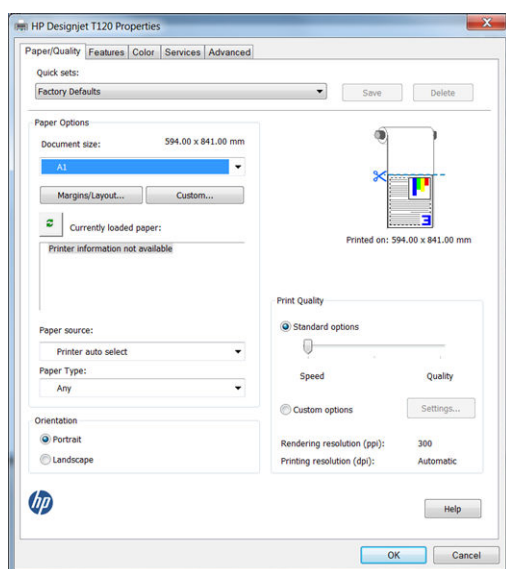 HP Designjet T120 Properties
Paper/Quality Features Color Services Advanced
Quick sets:
Factory Defaults
Save Delete
Paper Options
Document size: 594.00 x 841.00 mm
A1
Margins/Layout... Custom...
Currently loaded paper:
Printer information not available
Paper source:
Printer auto select
Paper Type:
Any
Orientation
Portrait
Landscape
3
Printed on: 594.00 x 841.00 mm
Print Quality
Standard options
Speed Quality
Custom options Settings...
Rendering resolution (ppi): 300
Printing resolution (dpi): Automatic
hp
Help
OK Cancel